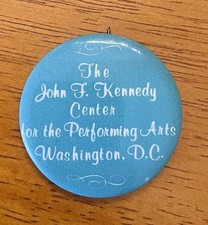 The
John F. Kennedy
Center
for the Performing Arts
Washington, D.C.